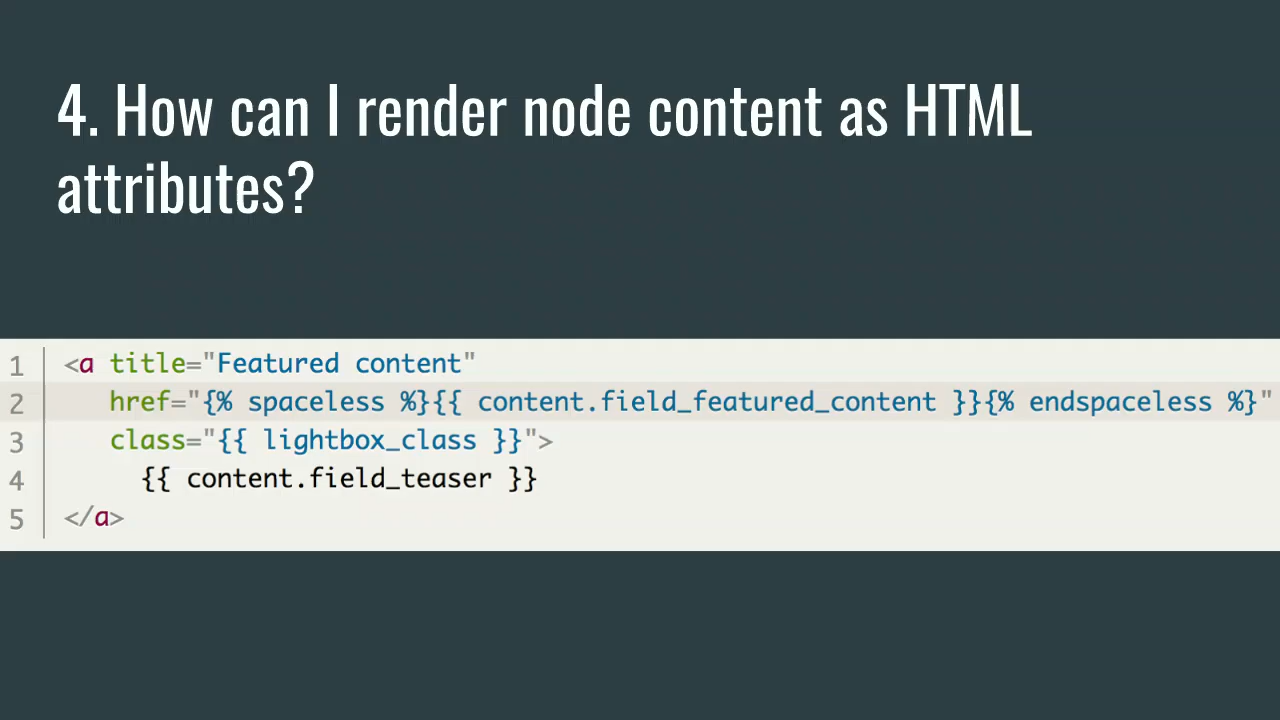 4. How can I render node content as HTML
attributes?
1 <a title="Featured content"
2 href="{% spaceless %}{{ content.field_featured_content }}{% endspaceless %}"
3 class="{{ lightbox_class }}">
4 {{ content.field_teaser }}
5 </a>